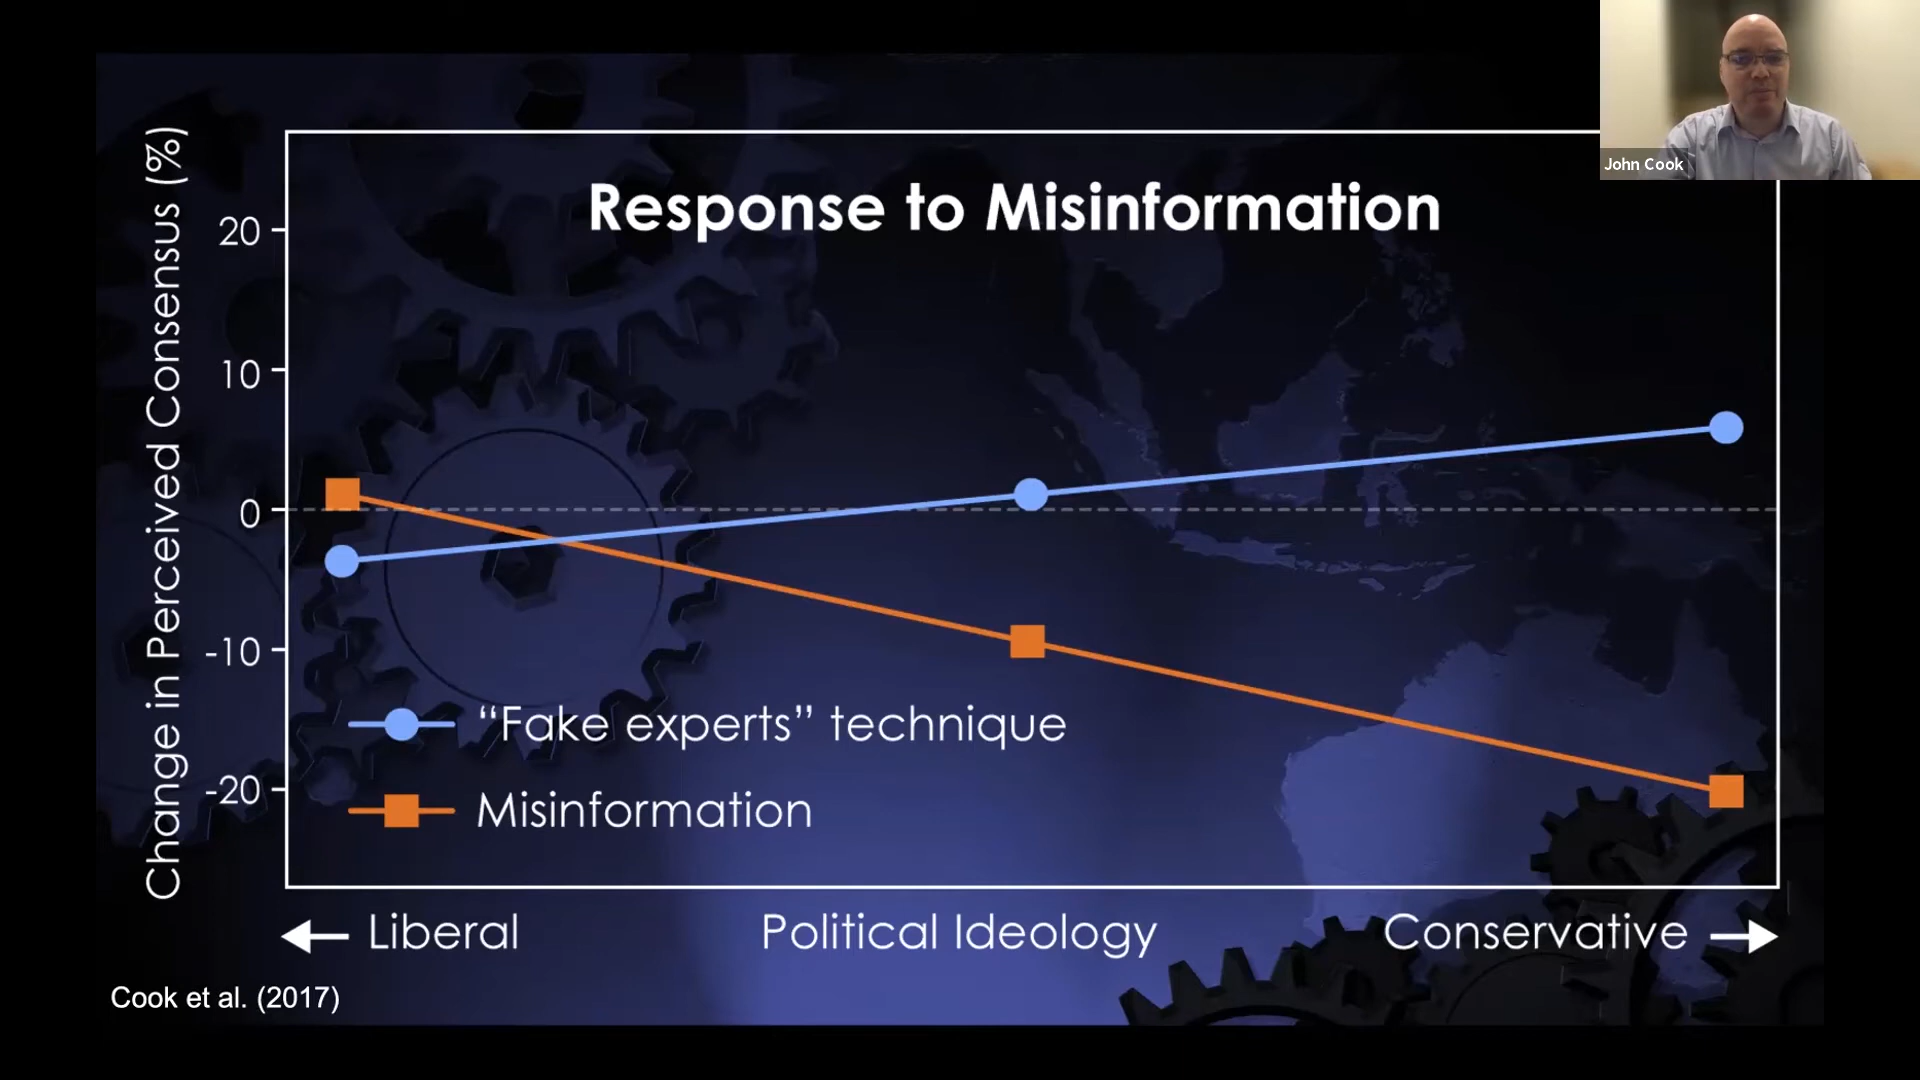 John Cook
Response to Misinformation
Change in Perceived Consensus (%)
20
10
0
-10
-20
“Fake experts” technique
Misinformation
Liberal
Political Ideology
Conservative
Cook et al. (2017)